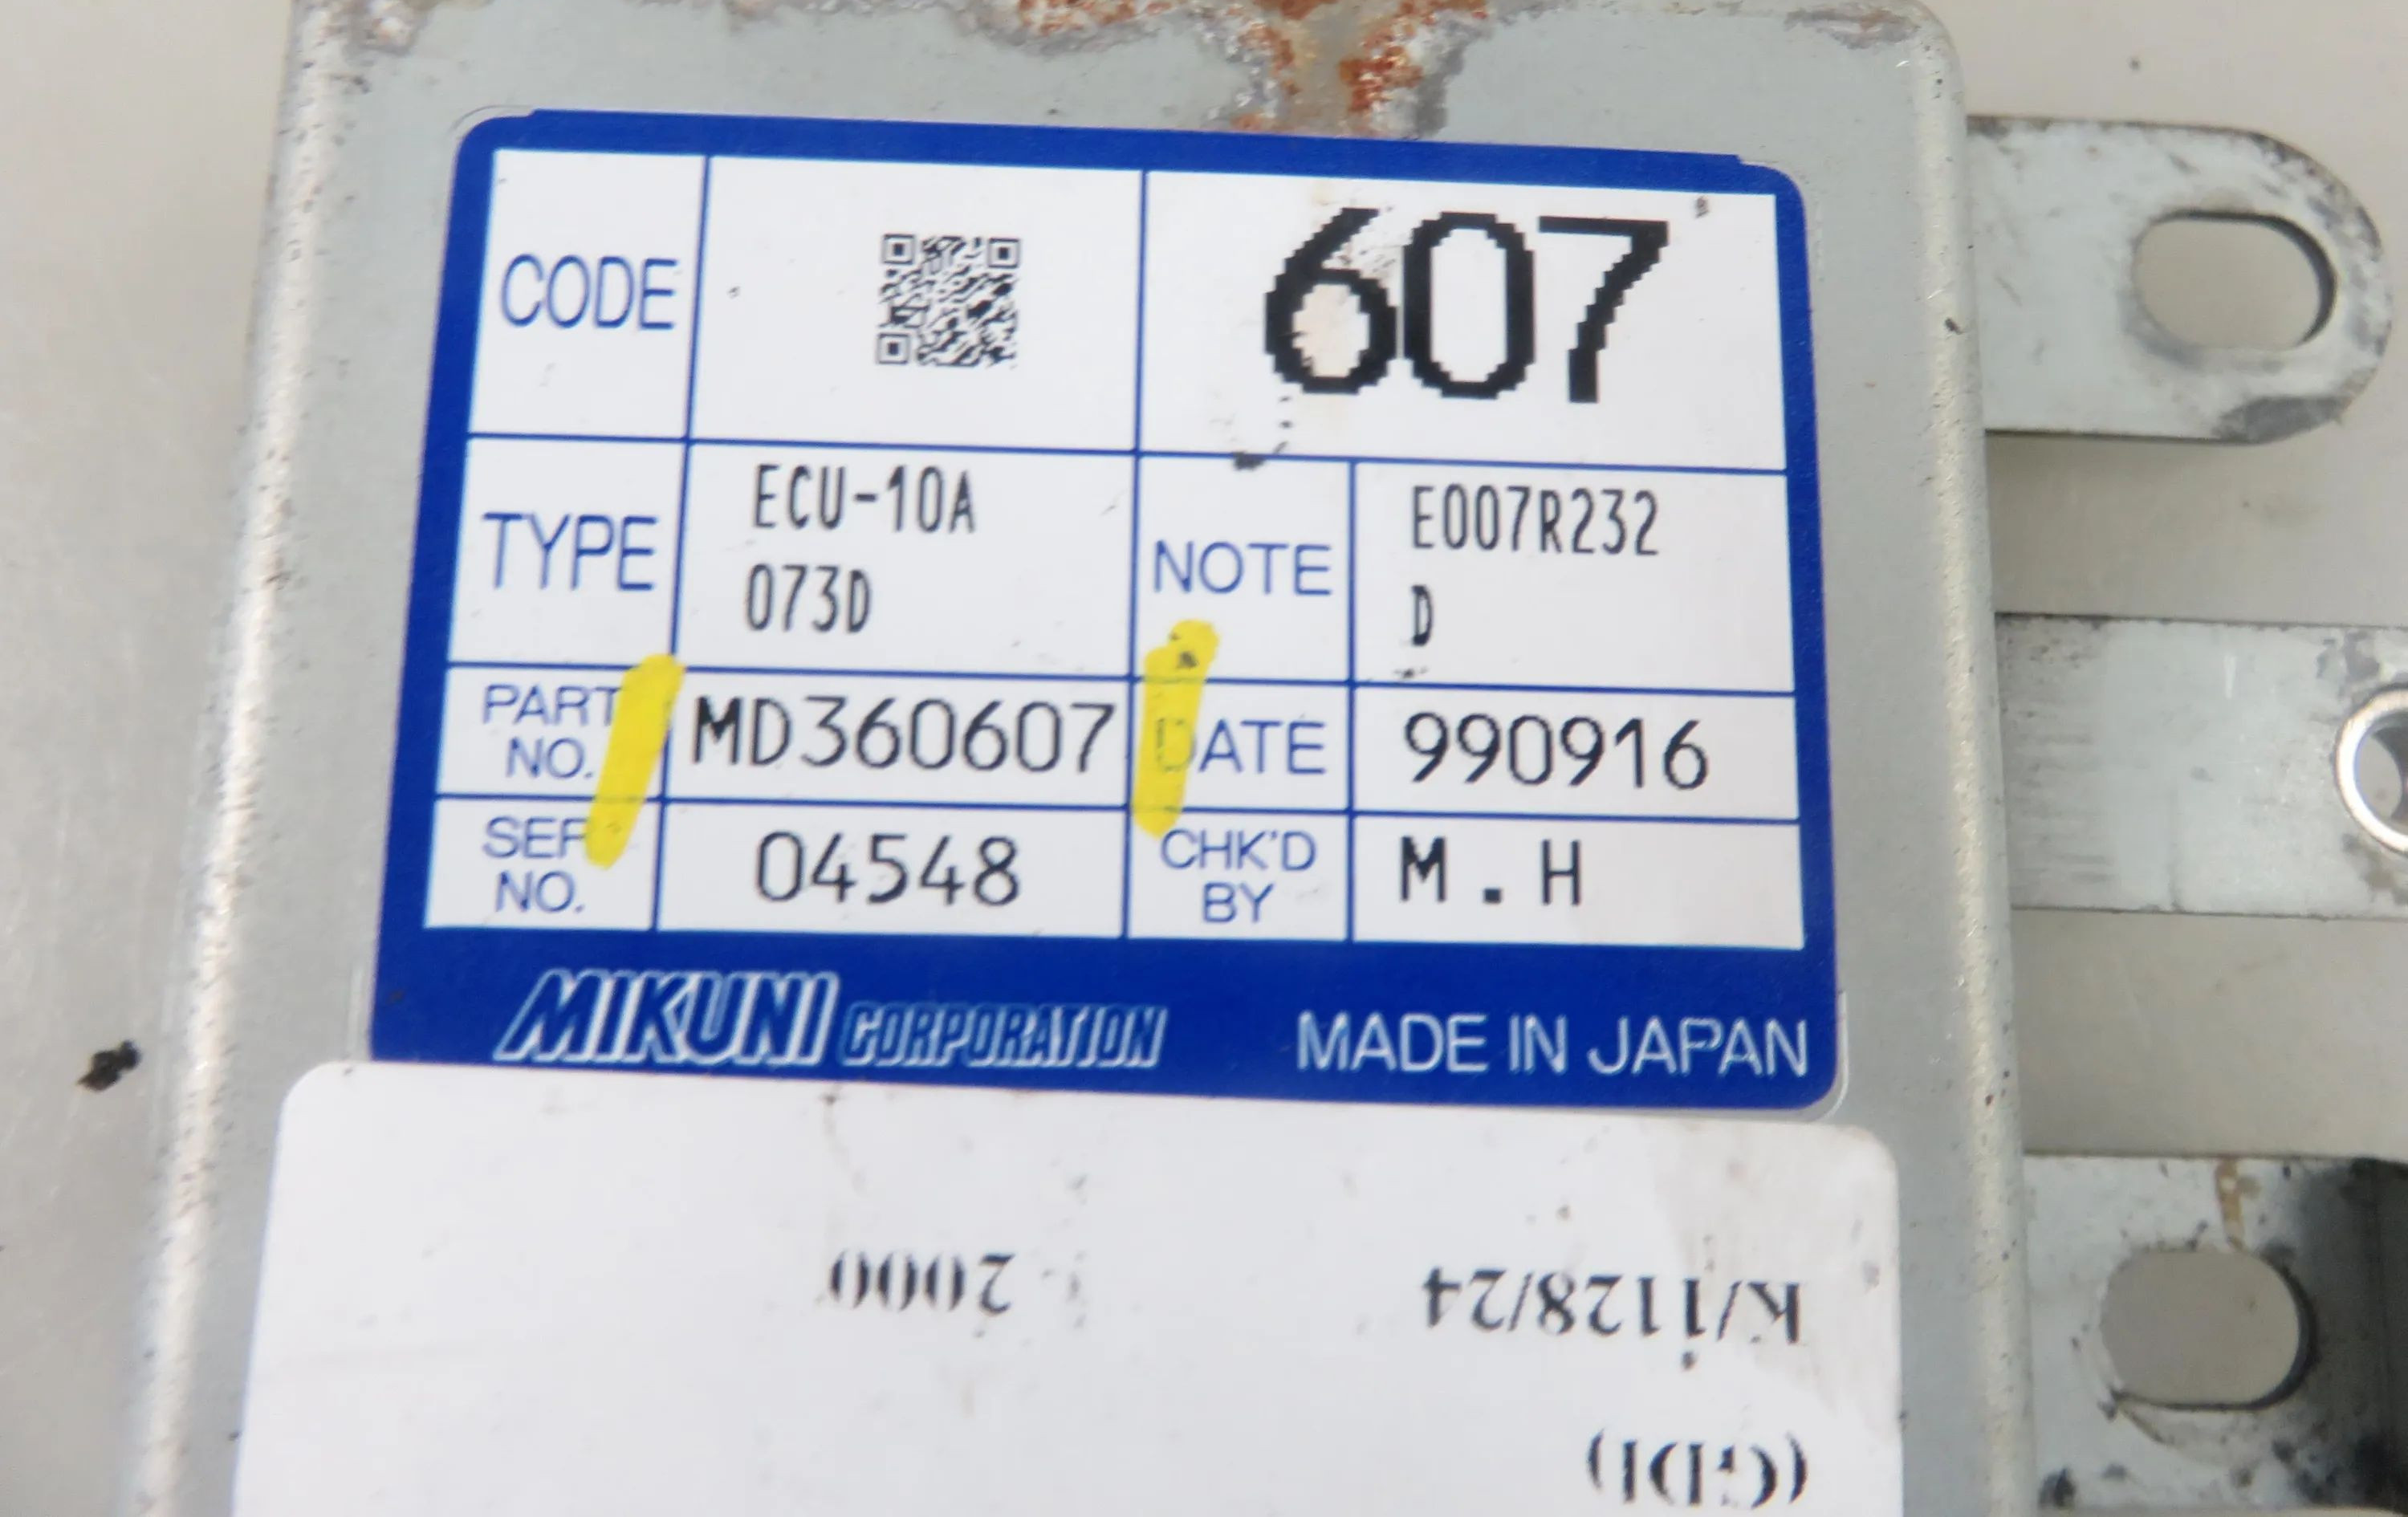 CODE
607
TYPE
ECU-10A
073D
NOTE
E007R232
D
PART
NO.
MD360607
DATE
990916
SER
NO.
04548
CHK'D
BY
M.H
MIKUNI CORPORATION
MADE IN JAPAN
K/i128/24
2000
(GDI)